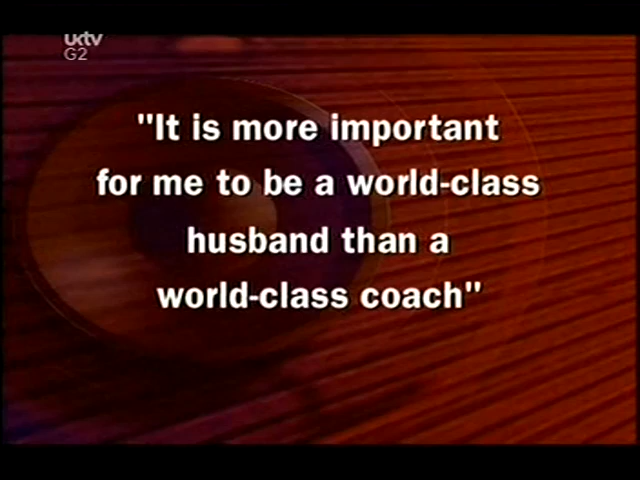 uktv
G2
"It is more important
for me to be a world-class
husband than a
world-class coach"